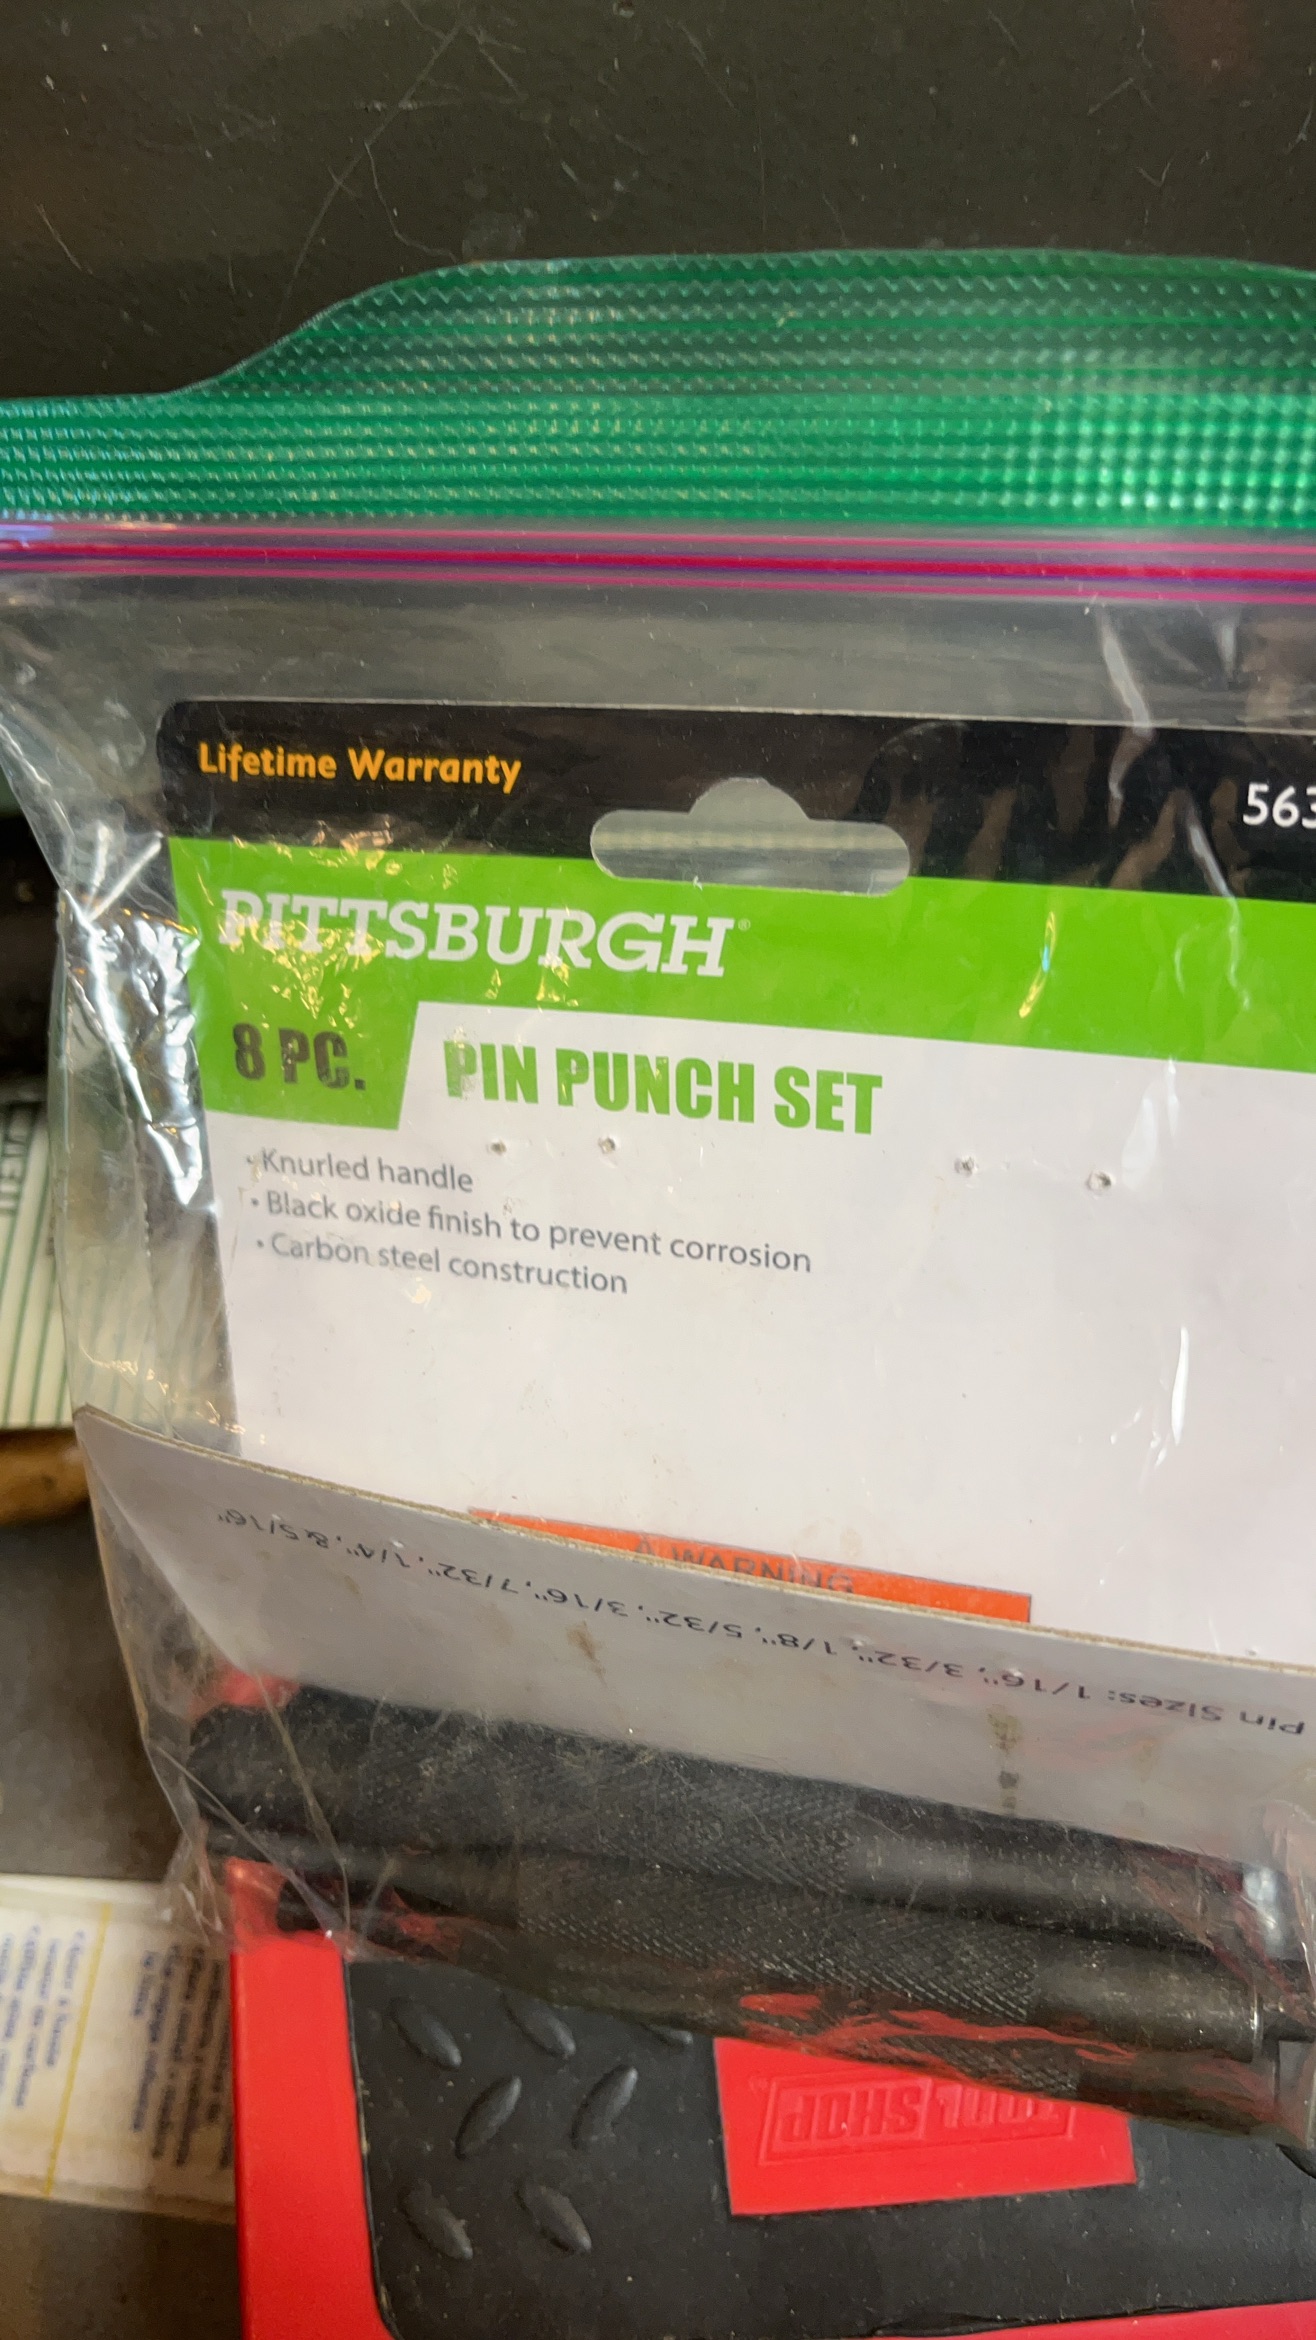 Lifetime Warranty
563
PITTSBURGH®
8 PC. PIN PUNCH SET
• Knurled handle
• Black oxide finish to prevent corrosion
• Carbon steel construction
⚠ WARNING
Pin Sizes: 1/16", 3/32", 1/8", 5/32", 3/16", 7/32", 1/4", & 5/16"
TOOL SHOP